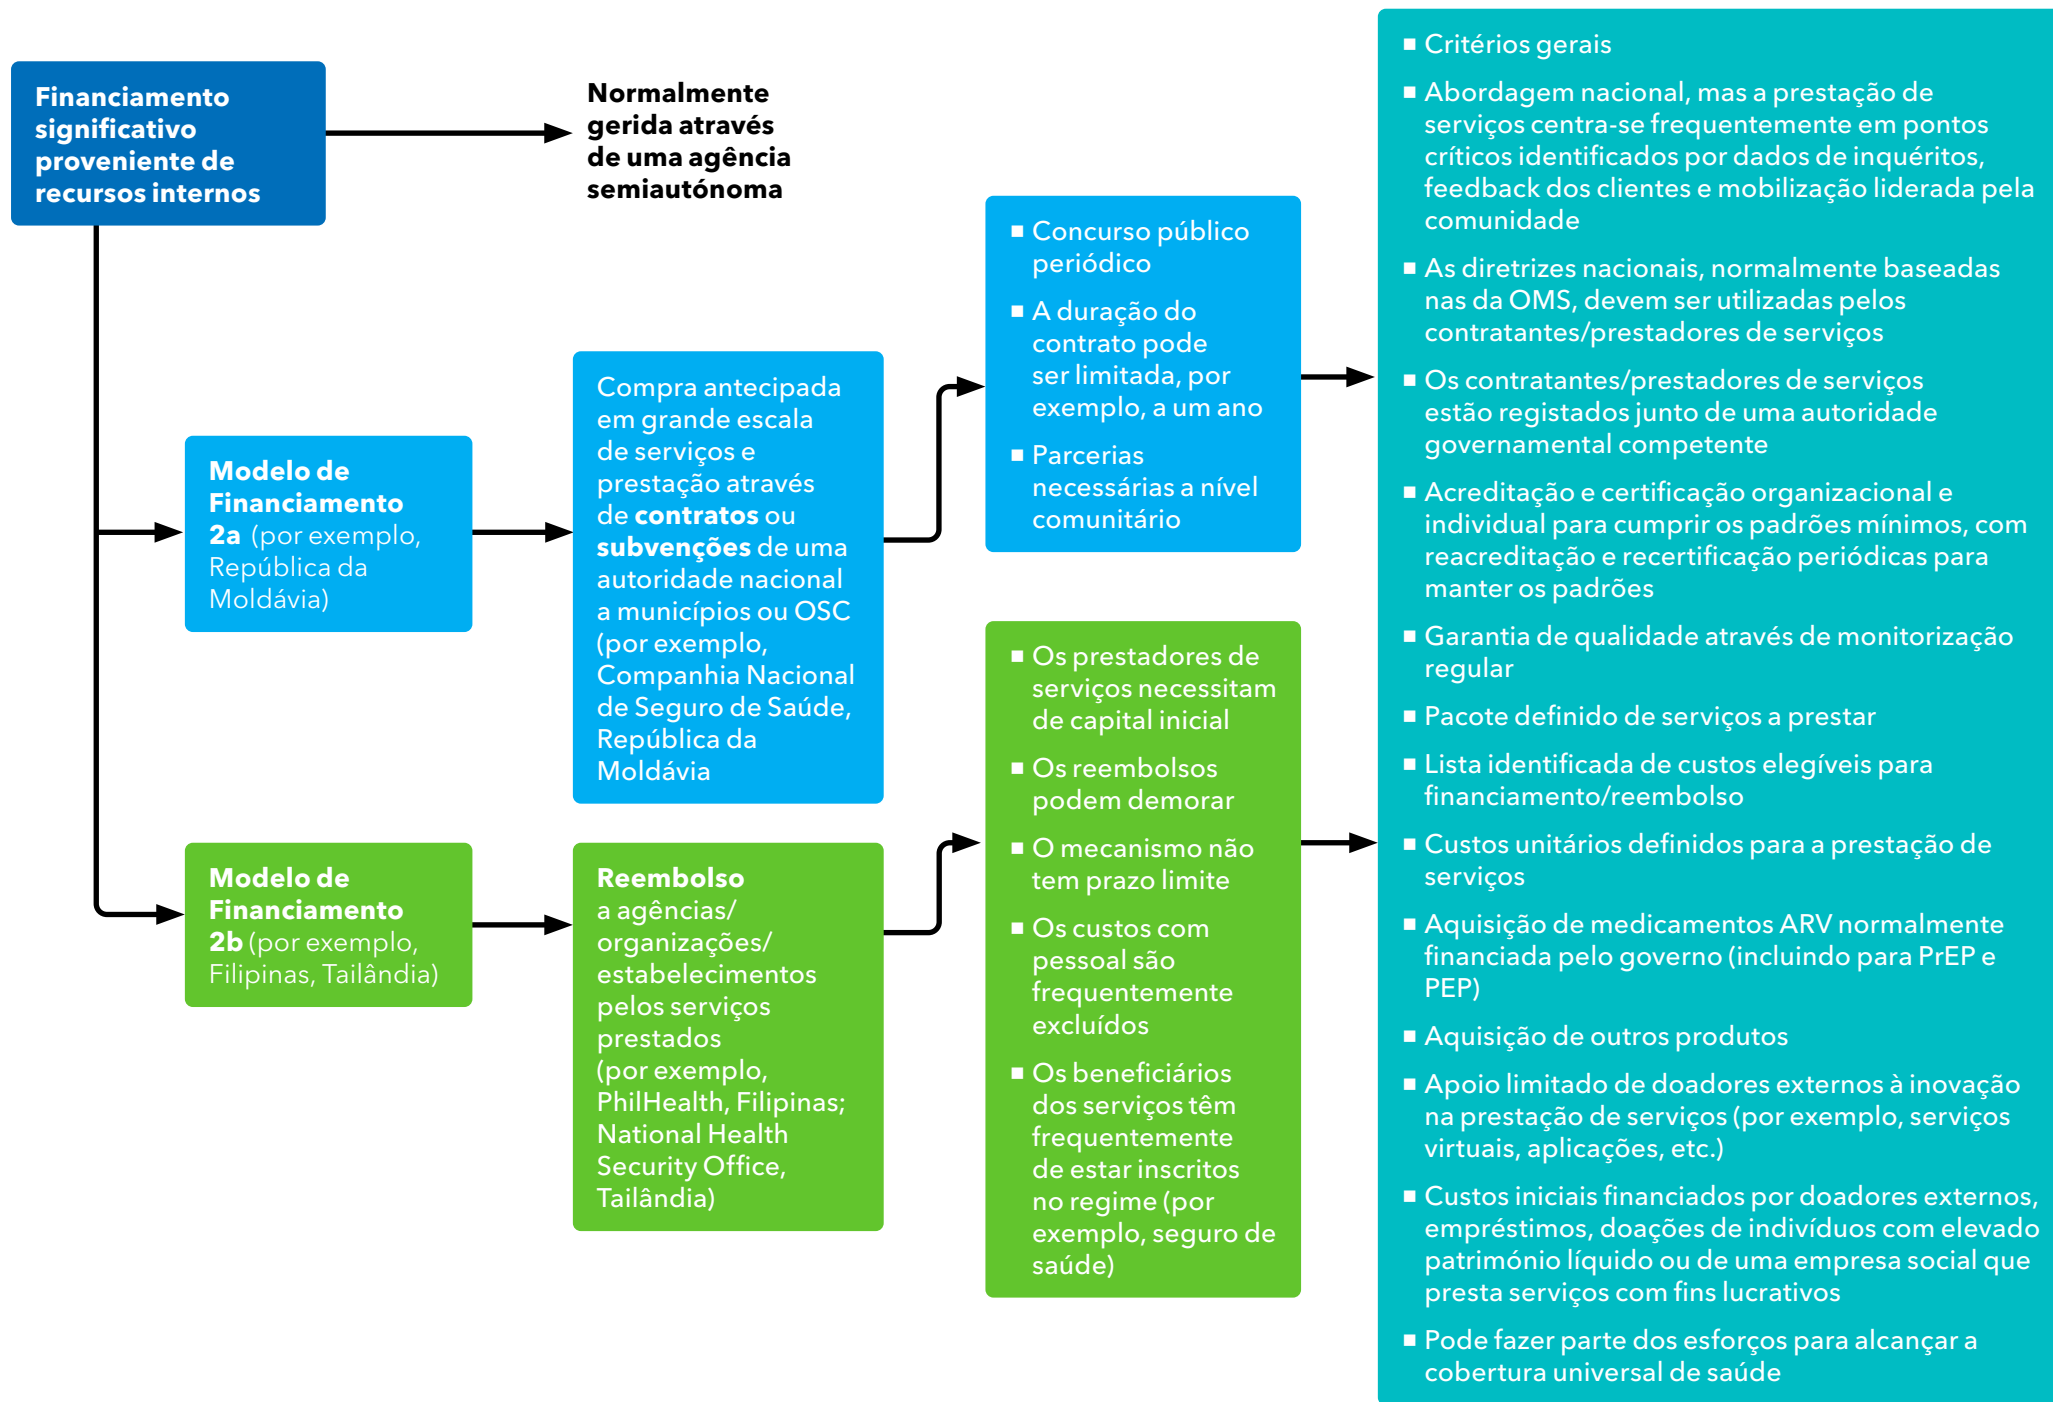 Financiamento
significativo
proveniente de
recursos internos
Normalmente
gerida através
de uma agência
semiautónoma
Modelo de
Financiamento
2a (por exemplo,
República da
Moldávia)
Compra antecipada
em grande escala
de serviços e
prestação através
de contratos ou
subvenções de uma
autoridade nacional
a municípios ou OSC
(por exemplo,
Companhia Nacional
de Seguro de Saúde,
República da
Moldávia
■ Concurso público
periódico
■ A duração do
contrato pode
ser limitada, por
exemplo, a um ano
■ Parcerias
necessárias a nível
comunitário
Modelo de
Financiamento
2b (por exemplo,
Filipinas, Tailândia)
Reembolso
a agências/
organizações/
estabelecimentos
pelos serviços
prestados
(por exemplo,
PhilHealth, Filipinas;
National Health
Security Office,
Tailândia)
■ Os prestadores de
serviços necessitam
de capital inicial
■ Os reembolsos
podem demorar
■ O mecanismo não
tem prazo limite
■ Os custos com
pessoal são
frequentemente
excluídos
■ Os beneficiários
dos serviços têm
frequentemente
de estar inscritos
no regime (por
exemplo, seguro de
saúde)
■ Critérios gerais
■ Abordagem nacional, mas a prestação de
serviços centra-se frequentemente em pontos
críticos identificados por dados de inquéritos,
feedback dos clientes e mobilização liderada pela
comunidade
■ As diretrizes nacionais, normalmente baseadas
nas da OMS, devem ser utilizadas pelos
contratantes/prestadores de serviços
■ Os contratantes/prestadores de serviços
estão registados junto de uma autoridade
governamental competente
■ Acreditação e certificação organizacional e
individual para cumprir os padrões mínimos, com
reacreditação e recertificação periódicas para
manter os padrões
■ Garantia de qualidade através de monitorização
regular
■ Pacote definido de serviços a prestar
■ Lista identificada de custos elegíveis para
financiamento/reembolso
■ Custos unitários definidos para a prestação de
serviços
■ Aquisição de medicamentos ARV normalmente
financiada pelo governo (incluindo para PrEP e
PEP)
■ Aquisição de outros produtos
■ Apoio limitado de doadores externos à inovação
na prestação de serviços (por exemplo, serviços
virtuais, aplicações, etc.)
■ Custos iniciais financiados por doadores externos,
empréstimos, doações de indivíduos com elevado
património líquido ou de uma empresa social que
presta serviços com fins lucrativos
■ Pode fazer parte dos esforços para alcançar a
cobertura universal de saúde